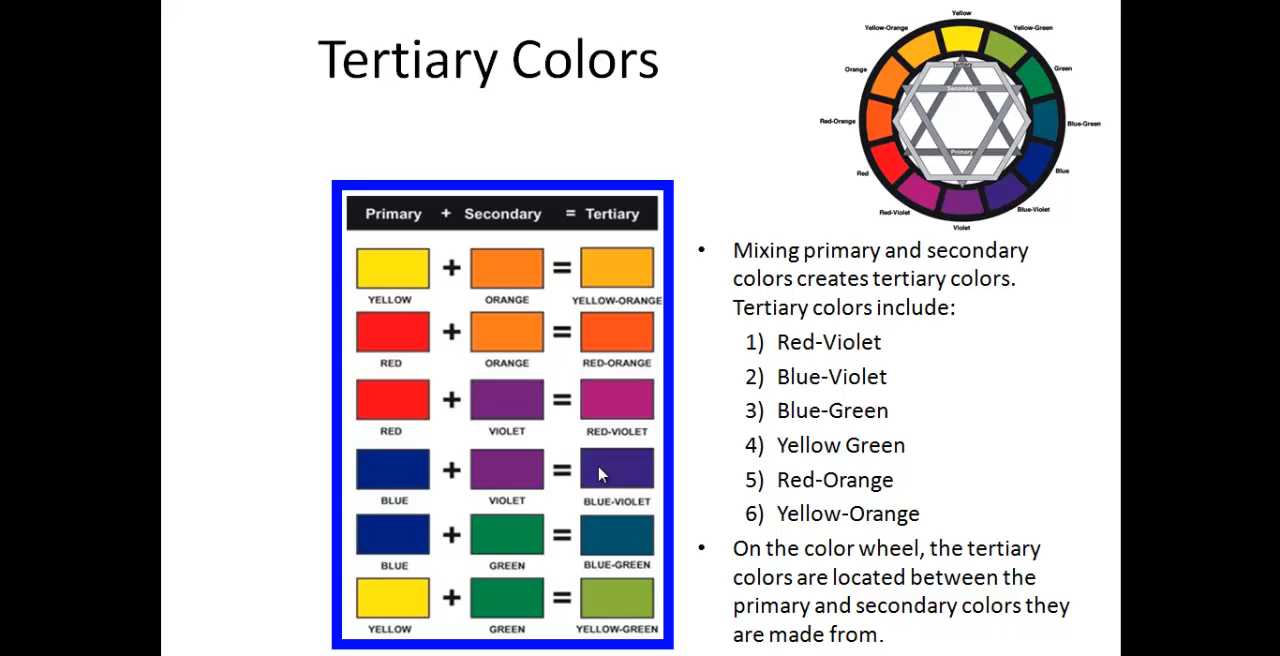 Tertiary Colors
Yellow
Yellow-Orange
Yellow-Green
Orange
Green
Red-Orange
Blue-Green
Red
Blue
Red-Violet
Blue-Violet
Violet
Tertiary
Secondary
Primary
Primary + Secondary = Tertiary
+ =
YELLOW ORANGE YELLOW-ORANGE
+ =
RED ORANGE RED-ORANGE
+ =
RED VIOLET RED-VIOLET
+ =
BLUE VIOLET BLUE-VIOLET
+ =
BLUE GREEN BLUE-GREEN
+ =
YELLOW GREEN YELLOW-GREEN
• Mixing primary and secondary
colors creates tertiary colors.
Tertiary colors include:
1) Red-Violet
2) Blue-Violet
3) Blue-Green
4) Yellow Green
5) Red-Orange
6) Yellow-Orange
• On the color wheel, the tertiary
colors are located between the
primary and secondary colors they
are made from.